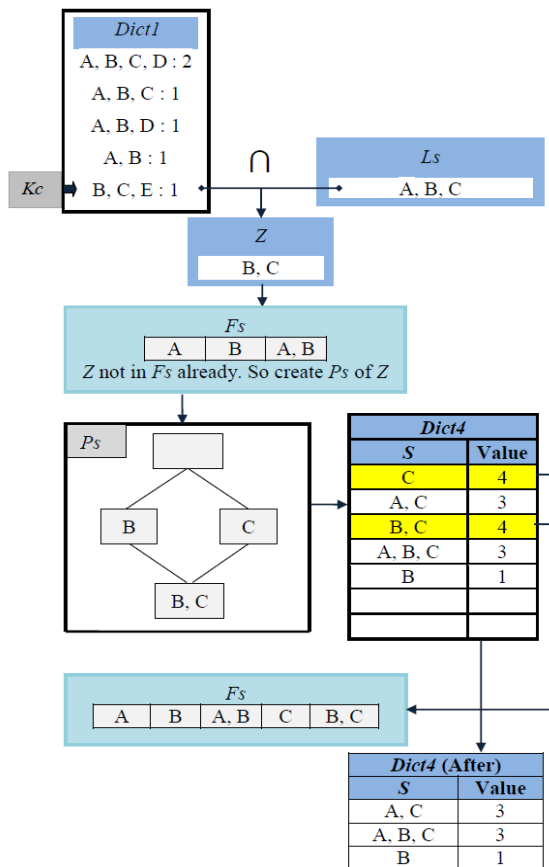 Dict1
A, B, C, D : 2
A, B, C : 1
A, B, D : 1
A, B : 1
Kc
B, C, E : 1
∩
Ls
A, B, C
Z
B, C
Fs
A B A, B
Z not in Fs already. So create Ps of Z
Ps
B C
B, C
Dict4
S Value
C 4
A, C 3
B, C 4
A, B, C 3
B 1
Fs
A B A, B C B, C
Dict4 (After)
S Value
A, C 3
A, B, C 3
B 1